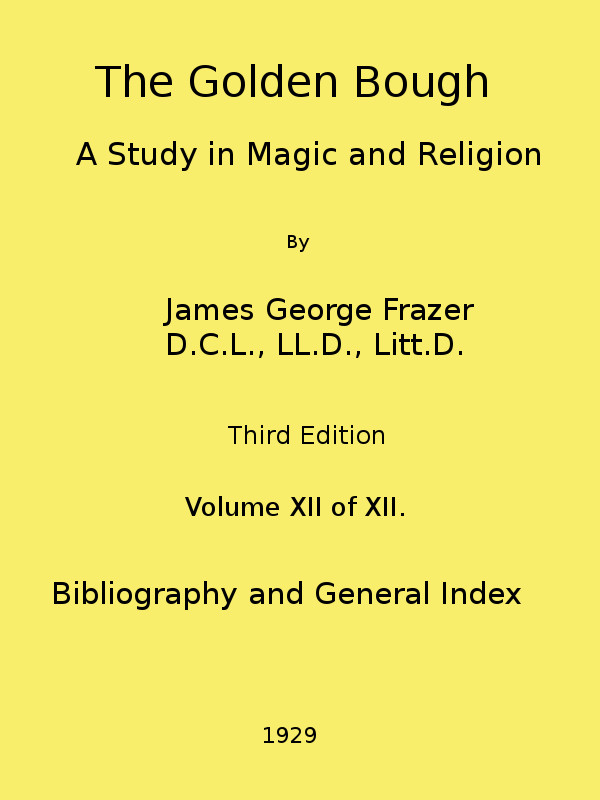 The Golden Bough
A Study in Magic and Religion
By
James George Frazer
D.C.L., LL.D., Litt.D.
Third Edition
Volume XII of XII.
Bibliography and General Index
1929